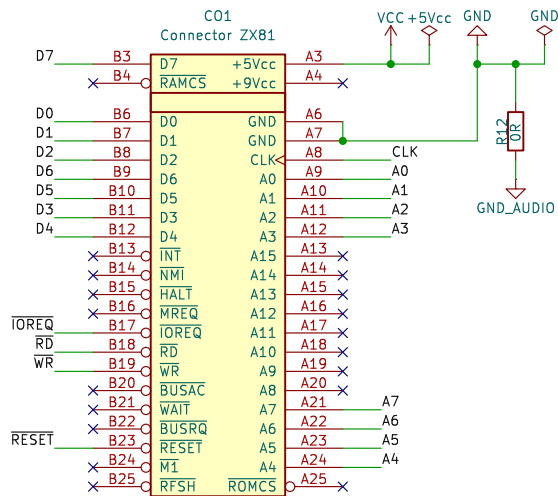 CO1
Connector ZX81
VCC +5Vcc GND GND
D7 B3 D7 +5Vcc A3
B4 RAMCS +9Vcc A4
D0 B6 D0 GND A6
D1 B7 D1 GND A7
D2 B8 D2 CLK A8 CLK
D6 B9 D6 A0 A9 A0
D5 B10 D5 A1 A10 A1
D3 B11 D3 A2 A11 A2
D4 B12 D4 A3 A12 A3
B13 INT A15 A13
B14 NMI A14 A14
B15 HALT A13 A15
B16 MREQ A12 A16
IOREQ B17 IOREQ A11 A17
RD B18 RD A10 A18
WR B19 WR A9 A19
B20 BUSAC A8 A20
B21 WAIT A7 A21 A7
B22 BUSRQ A6 A22 A6
RESET B23 RESET A5 A23 A5
B24 M1 A4 A24 A4
B25 RFSH ROMCS A25
R12
0R
GND_AUDIO